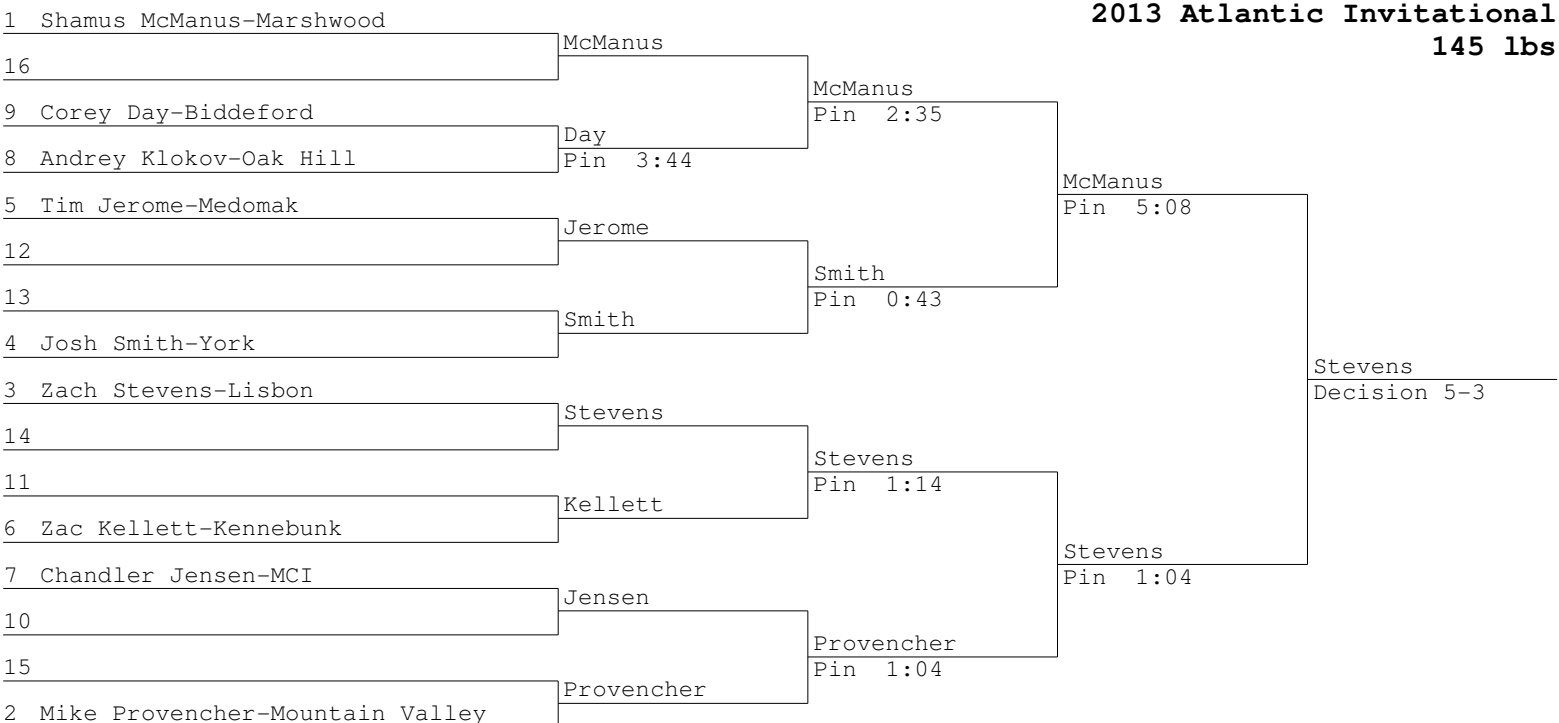 2013 Atlantic Invitational
145 lbs
1 Shamus McManus-Marshwood
16
9 Corey Day-Biddeford
8 Andrey Klokov-Oak Hill
5 Tim Jerome-Medomak
12
13
4 Josh Smith-York
3 Zach Stevens-Lisbon
14
11
6 Zac Kellett-Kennebunk
7 Chandler Jensen-MCI
10
15
2 Mike Provencher-Mountain Valley
McManus
Day
Pin 3:44
Jerome
Smith
Stevens
Kellett
Jensen
Provencher
McManus
Pin 2:35
Smith
Pin 0:43
Stevens
Pin 1:14
Provencher
Pin 1:04
McManus
Pin 5:08
Stevens
Pin 1:04
Stevens
Decision 5-3